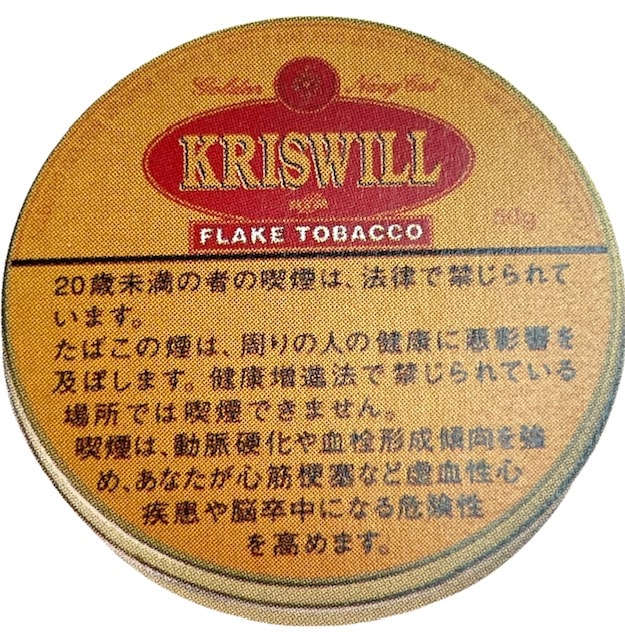 Golden Navy Cut
KRISWILL
FLAKE TOBACCO
50g
20歳未満の者の喫煙は、法律で禁じられて
います。
たばこの煙は、周りの人の健康に悪影響を
及ぼします。健康増進法で禁じられている
場所では喫煙できません。
喫煙は、動脈硬化や血栓形成傾向を強
め、あなたが心筋梗塞など虚血性心
疾患や脳卒中になる危険性
を高めます。